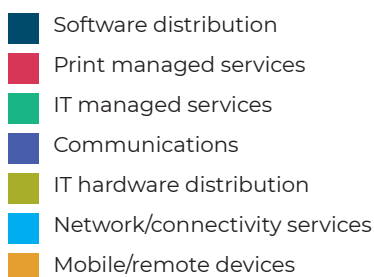 Software distribution
Print managed services
IT managed services
Communications
IT hardware distribution
Network/connectivity services
Mobile/remote devices